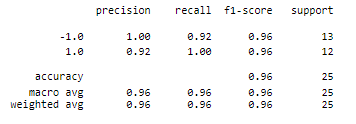 precision recall f1-score support
-1.0 1.00 0.92 0.96 13
1.0 0.92 1.00 0.96 12
accuracy 0.96 25
macro avg 0.96 0.96 0.96 25
weighted avg 0.96 0.96 0.96 25